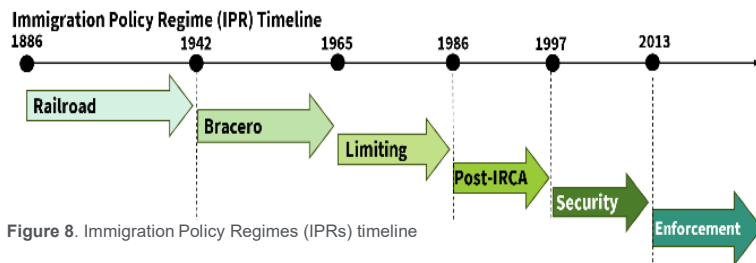 Immigration Policy Regime (IPR) Timeline
1886 1942 1965 1986 1997 2013
Railroad
Bracero
Limiting
Post-IRCA
Security
Enforcement
Figure 8. Immigration Policy Regimes (IPRs) timeline